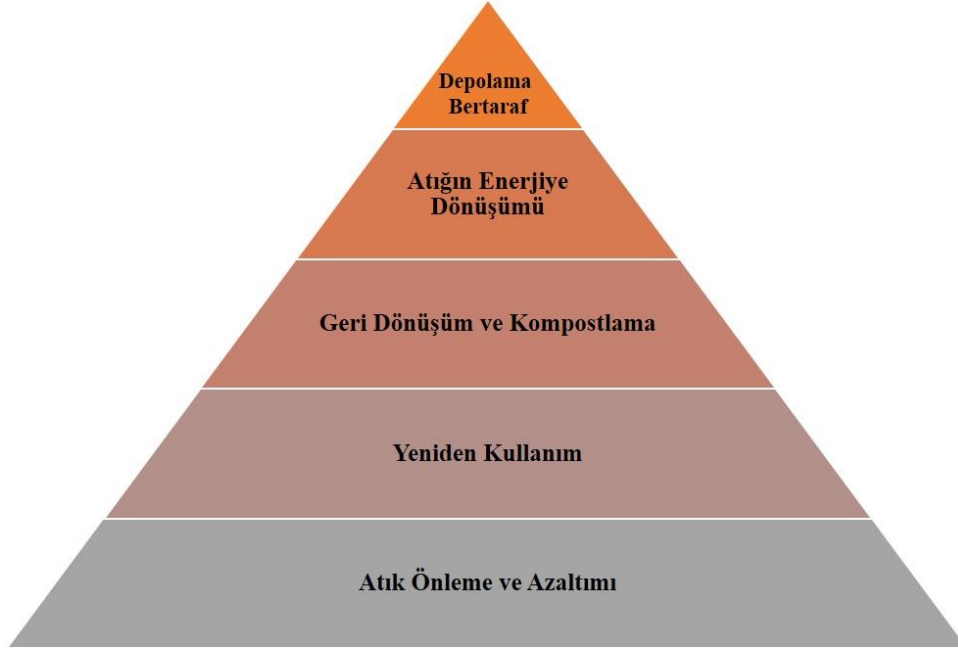 Depolama
Bertaraf
Atığın Enerjiye
Dönüşümü
Geri Dönüşüm ve Kompostlama
Yeniden Kullanım
Atık Önleme ve Azaltımı